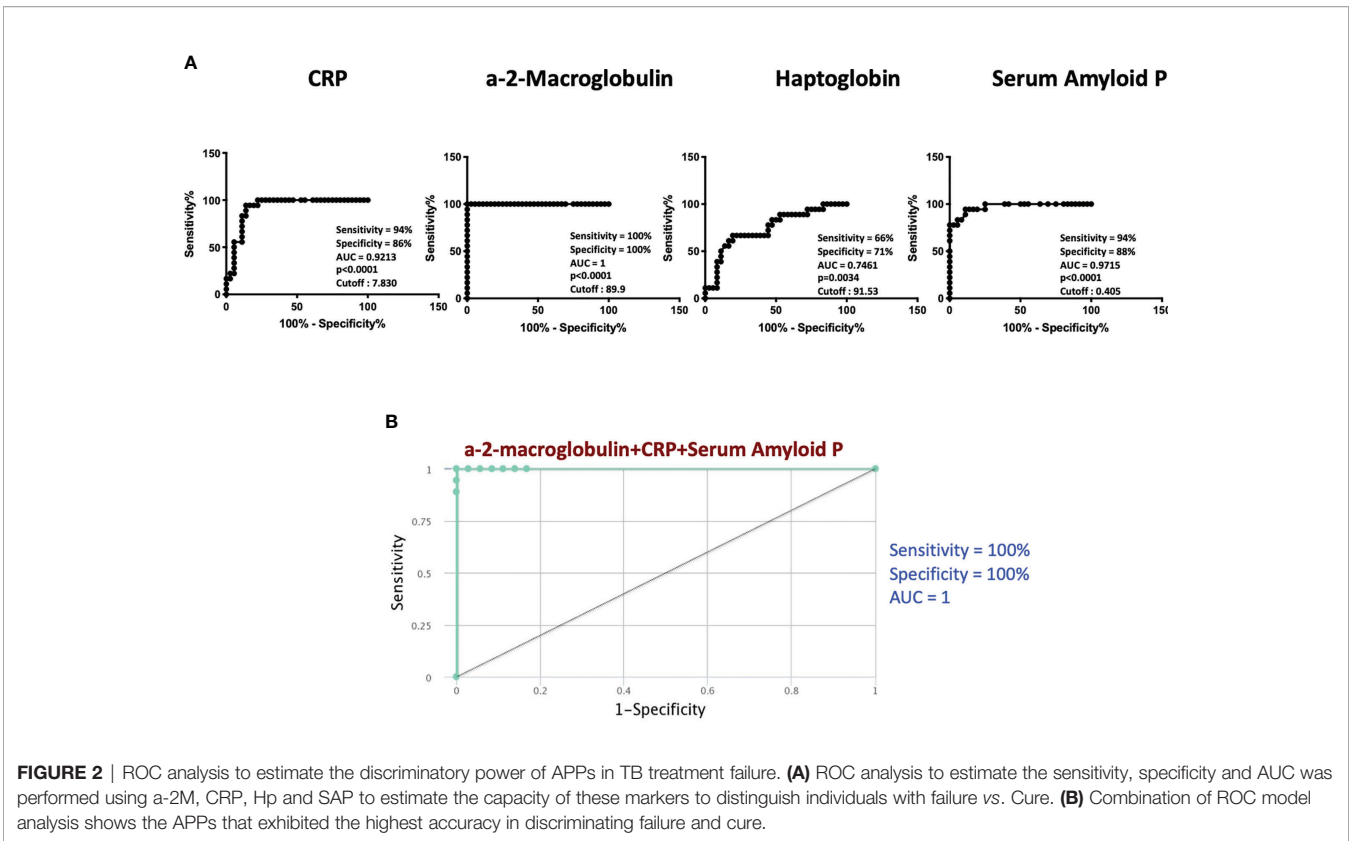 A
CRP
a-2-Macroglobulin
Haptoglobin
Serum Amyloid P
150
100
50
0
Sensitivity%
Sensitivity = 94%
Specificity = 86%
AUC = 0.9213
p<0.0001
Cutoff : 7.830
0 50 100 150
100% - Specificity%
150
100
50
0
Sensitivity%
Sensitivity = 100%
Specificity = 100%
AUC = 1
p<0.0001
Cutoff : 89.9
0 50 100 150
100% - Specificity%
150
100
50
0
Sensitivity%
Sensitivity = 66%
Specificity = 71%
AUC = 0.7461
p=0.0034
Cutoff : 91.53
0 50 100 150
100% - Specificity%
150
100
50
0
Sensitivity%
Sensitivity = 94%
Specificity = 88%
AUC = 0.9715
p<0.0001
Cutoff : 0.405
0 50 100
100% - Specificity%
B
a-2-macroglobulin+CRP+Serum Amyloid P
1
0.75
0.5
0.25
0
Sensitivity
0 0.2 0.4 0.6 0.8 1
1-Specificity
Sensitivity = 100%
Specificity = 100%
AUC = 1
FIGURE 2 | ROC analysis to estimate the discriminatory power of APPs in TB treatment failure. (A) ROC analysis to estimate the sensitivity, specificity and AUC was
performed using a-2M, CRP, Hp and SAP to estimate the capacity of these markers to distinguish individuals with failure vs. Cure. (B) Combination of ROC model
analysis shows the APPs that exhibited the highest accuracy in discriminating failure and cure.